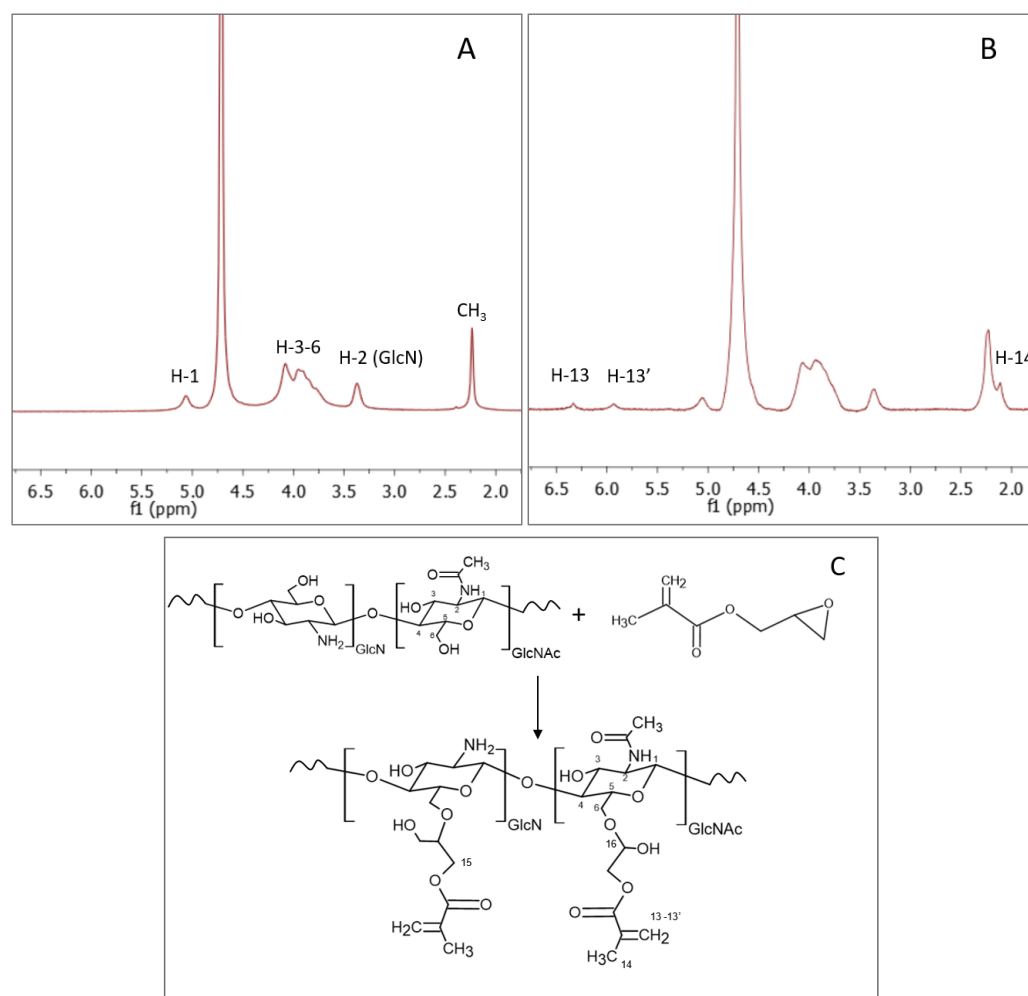 A
CH3
H-3-6
H-2 (GlcN)
H-1
6.5 6.0 5.5 5.0 4.5 4.0 3.5 3.0 2.5 2.0
f1 (ppm)
B
H-14
H-13 H-13'
6.5 6.0 5.5 5.0 4.5 4.0 3.5 3.0 2.5 2.0
f1 (ppm)
C
OH
O
O
HO
NH2
GlcN
O
CH3
O
NH
HO
3
2
1
4
5
6
O
OH
GlcNAc
+
CH2
H3C
O
O
O
NH2
HO
O
O
O
GlcN
HO
15
O
O
H2C
CH3
O
CH3
O
NH
HO
3
2
1
4
5
6
O
O
GlcNAc
16
OH
O
O
13 -13'
CH2
H3C
14